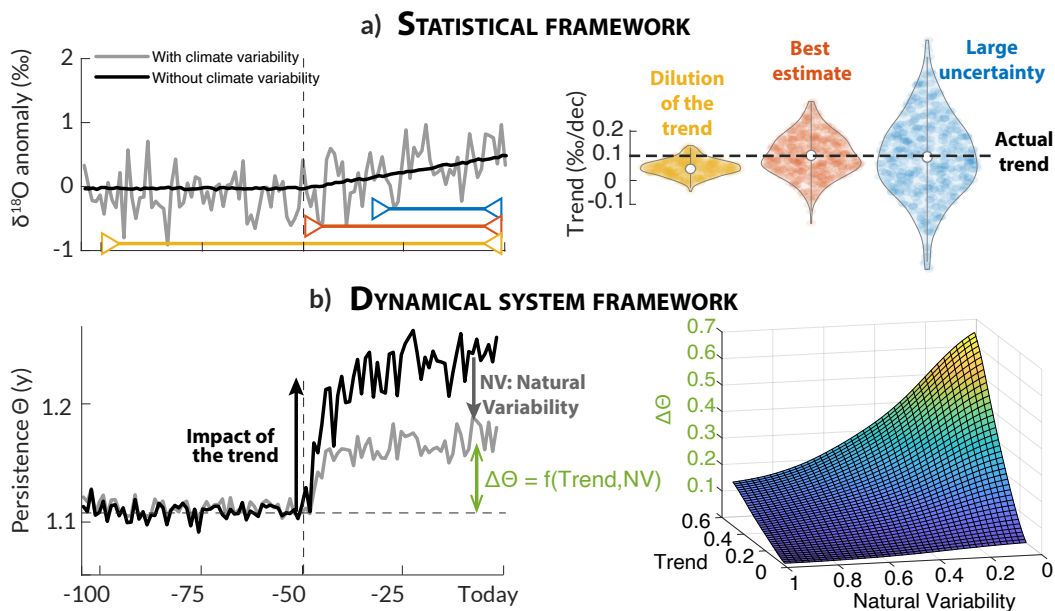 a) STATISTICAL FRAMEWORK
δ¹⁸O anomaly (‰)
2
1
0
-1
With climate variability
Without climate variability
Trend (‰/dec)
0.2
0.1
0
-0.1
Dilution of the
trend
Best
estimate
Large
uncertainty
Actual
trend
b) DYNAMICAL SYSTEM FRAMEWORK
Persistence Θ (y)
1.2
1.1
Impact of
the trend
NV: Natural
Variability
ΔΘ = f(Trend,NV)
-100
-75
-50
-25
Today
ΔΘ
0.7
0.6
0.5
0.4
0.3
0.2
0.1
0.6
0.4
0.2
0
Trend
1
0.8
0.6
0.4
0.2
0
Natural Variability